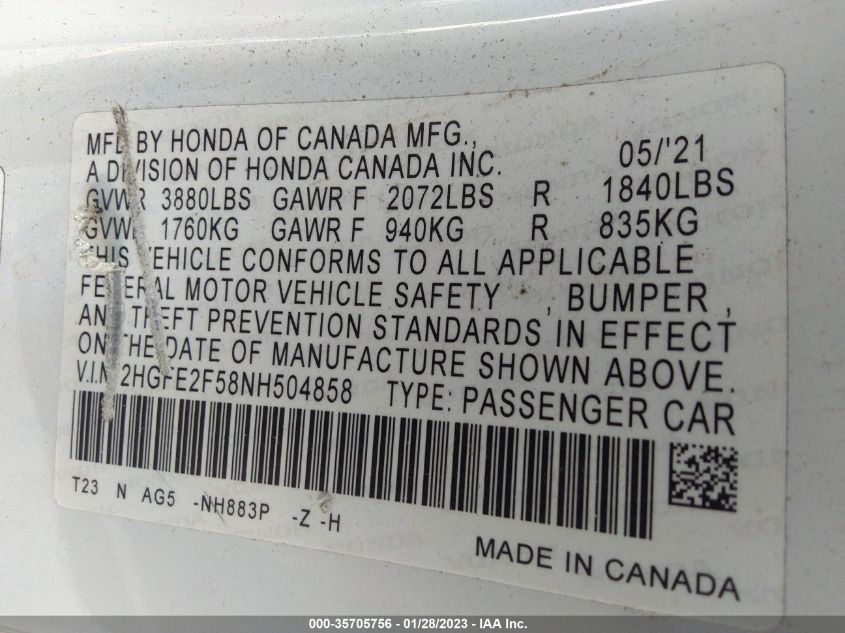 MFD BY HONDA OF CANADA MFG.,
A DIVISION OF HONDA CANADA INC. 05/'21
GVWR 3880LBS GAWR F 2072LBS R 1840LBS
GVWR 1760KG GAWR F 940KG R 835KG
THIS VEHICLE CONFORMS TO ALL APPLICABLE
FEDERAL MOTOR VEHICLE SAFETY , BUMPER ,
AND THEFT PREVENTION STANDARDS IN EFFECT
ON THE DATE OF MANUFACTURE SHOWN ABOVE.
V.I.N 2HGFE2F58NH504858 TYPE: PASSENGER CAR
T23 N AG5 -NH883P -Z -H
MADE IN CANADA
000-35705756 - 01/28/2023 - IAA Inc.